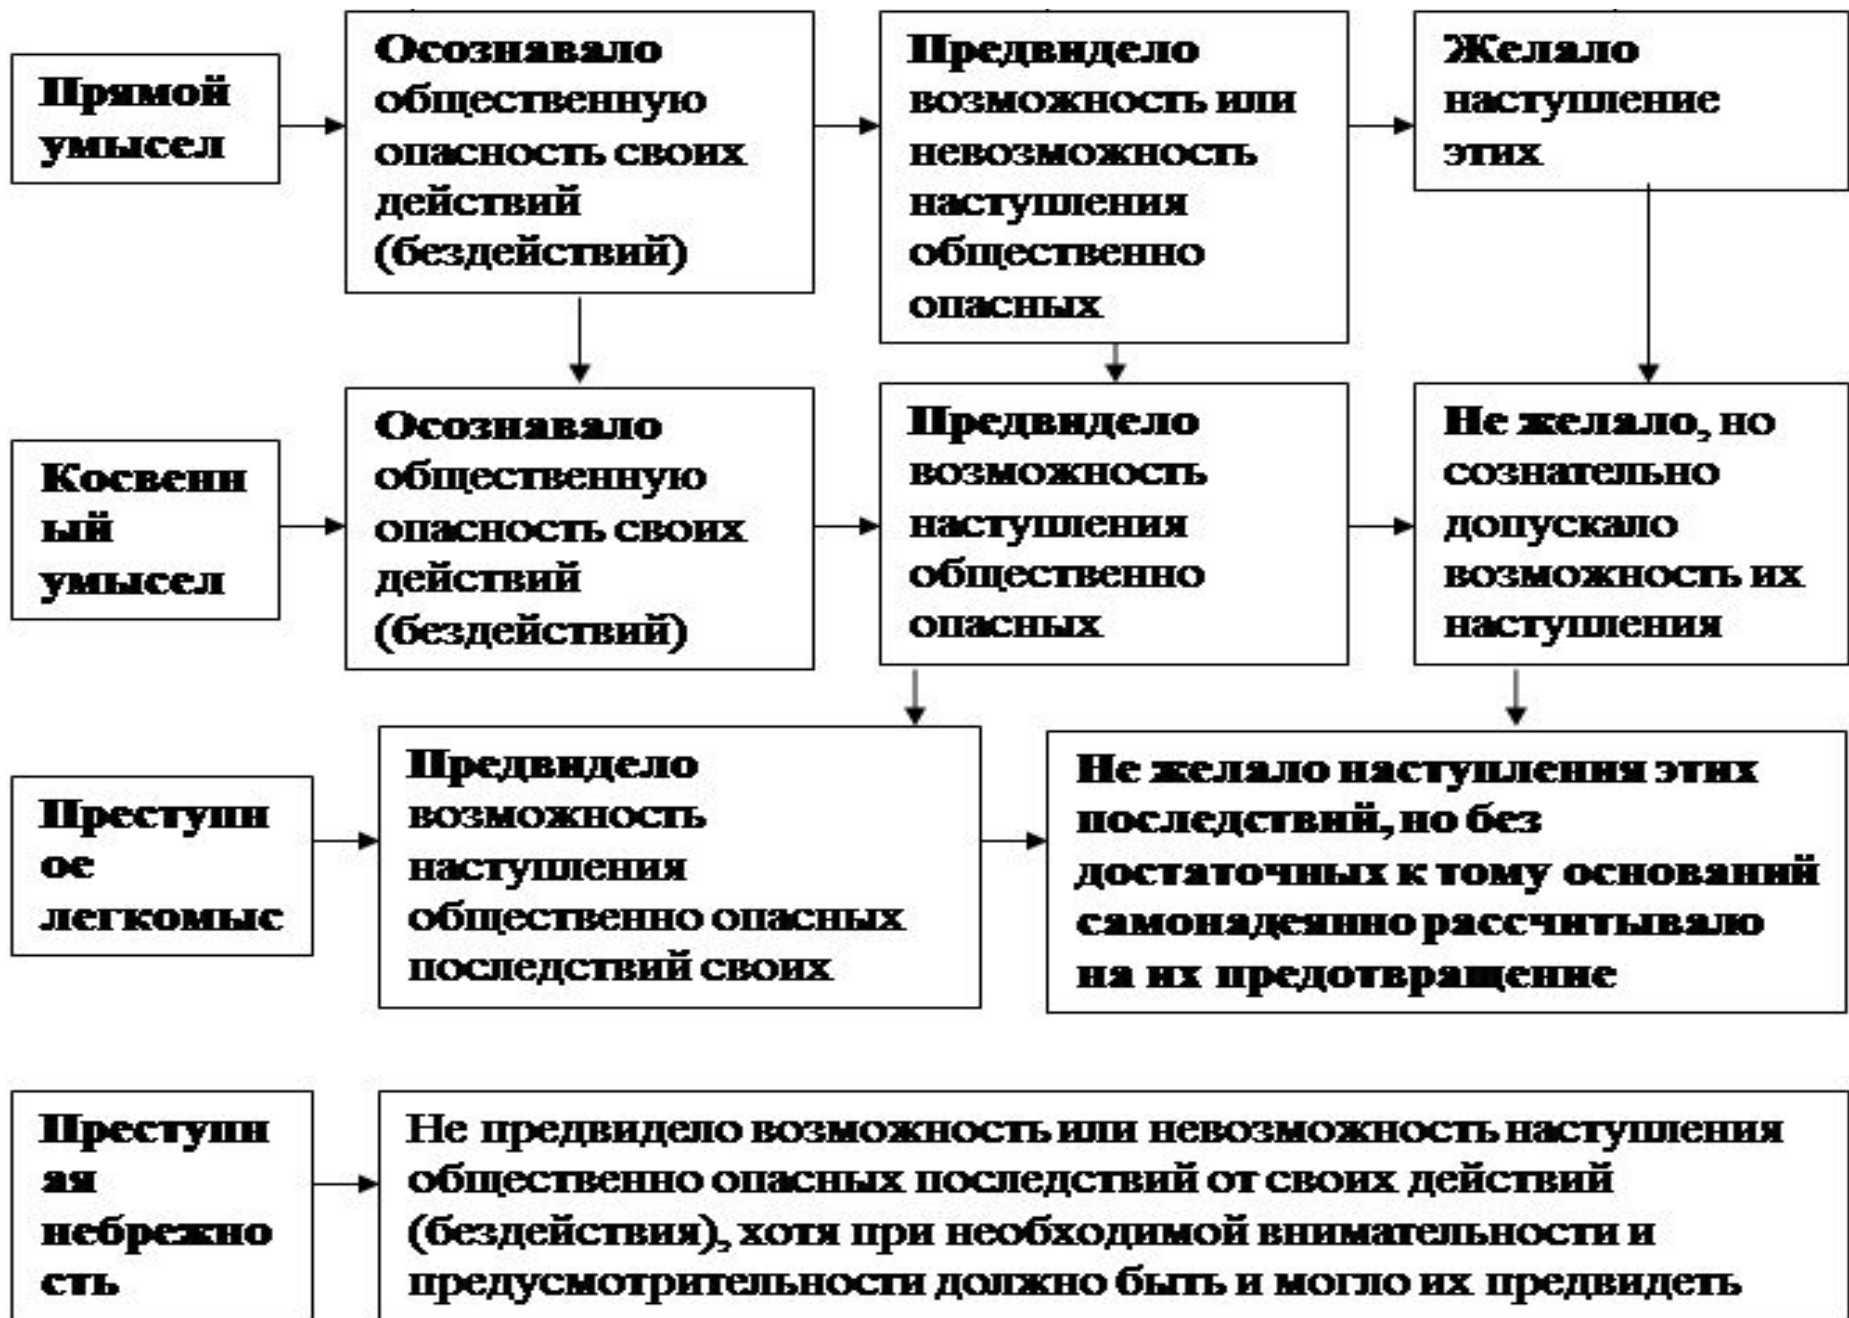 Прямой
умысел
Осознавало
общественную
опасность своих
действий
(бездействий)
Предвидело
возможность или
невозможность
наступления
общественно
опасных
Желало
наступление
этих
Косвенн
ый
умысел
Осознавало
общественную
опасность своих
действий
(бездействий)
Предвидело
возможность
наступления
общественно
опасных
Не желало, но
сознательно
допускало
возможность их
наступления
Преступн
ое
легкомыс
Предвидело
возможность
наступления
общественно опасных
последствий своих
Не желало наступления этих
последствий, но без
достаточных к тому оснований
самонадеянно рассчитывало
на их предотвращение
Преступн
ая
небрежно
сть
Не предвидело возможность или невозможность наступления
общественно опасных последствий от своих действий
(бездействия), хотя при необходимой внимательности и
предусмотрительности должно быть и могло их предвидеть